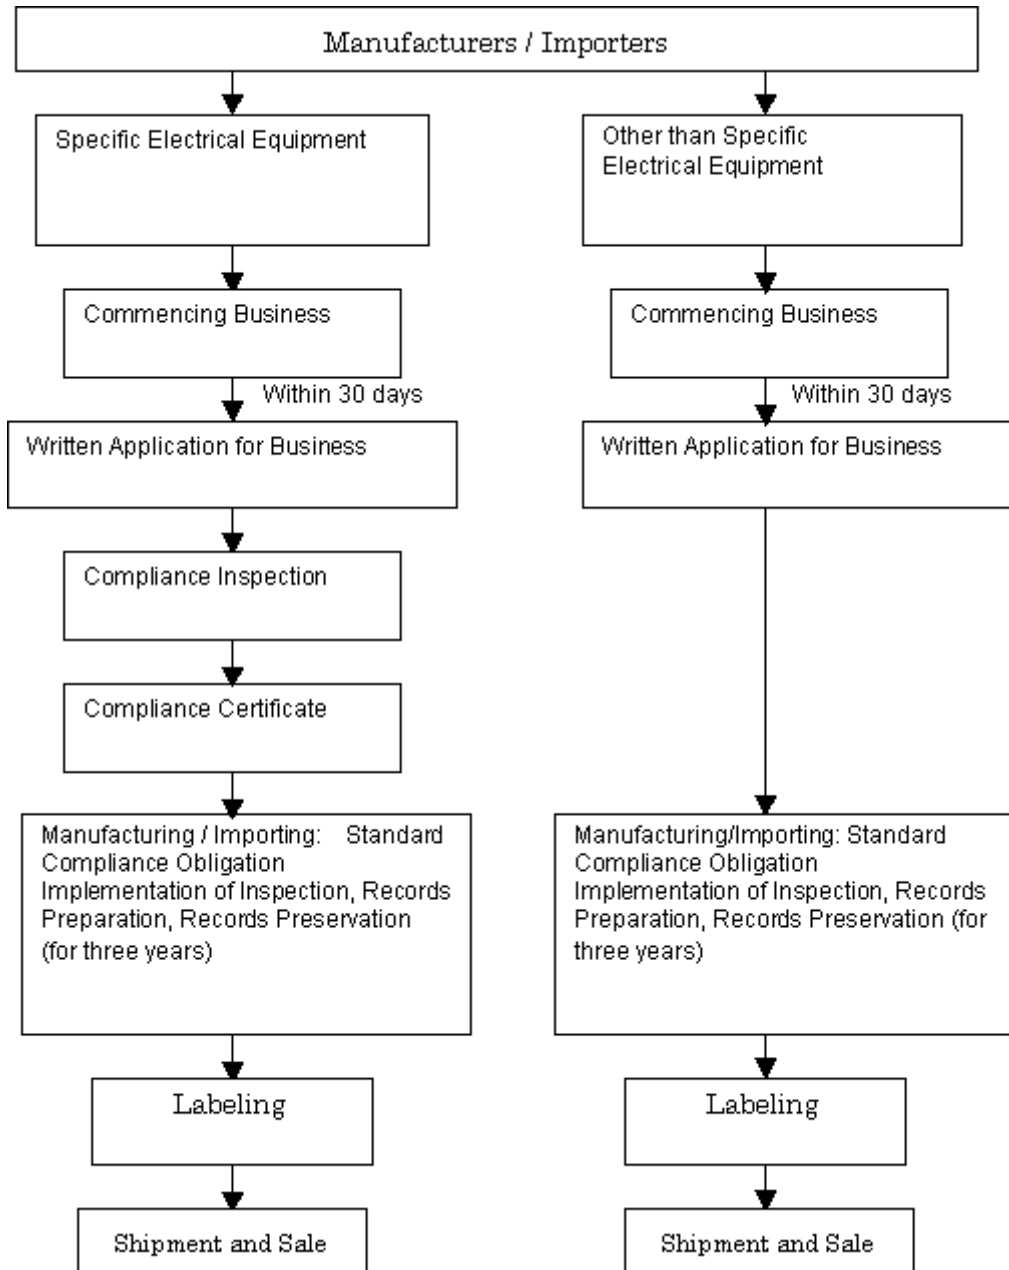 Manufacturers / Importers
Specific Electrical Equipment
Other than Specific
Electrical Equipment
Commencing Business
Commencing Business
Within 30 days
Within 30 days
Written Application for Business
Written Application for Business
Compliance Inspection
Compliance Certificate
Manufacturing / Importing: Standard
Compliance Obligation
Implementation of Inspection, Records
Preparation, Records Preservation
(for three years)
Manufacturing/Importing: Standard
Compliance Obligation
Implementation of Inspection, Records
Preparation, Records Preservation (for
three years)
Labeling
Labeling
Shipment and Sale
Shipment and Sale